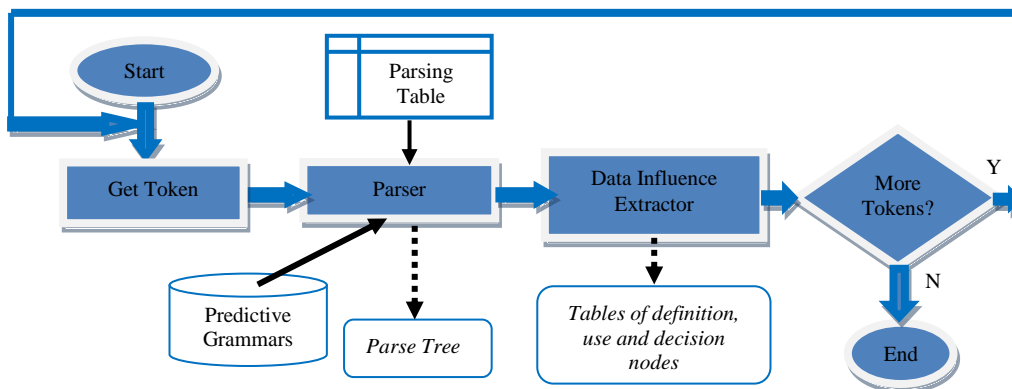 Start
Parsing
Table
Get Token
Parser
Data Influence
Extractor
More
Tokens?
Y
N
Predictive
Grammars
Parse Tree
Tables of definition,
use and decision
nodes
End